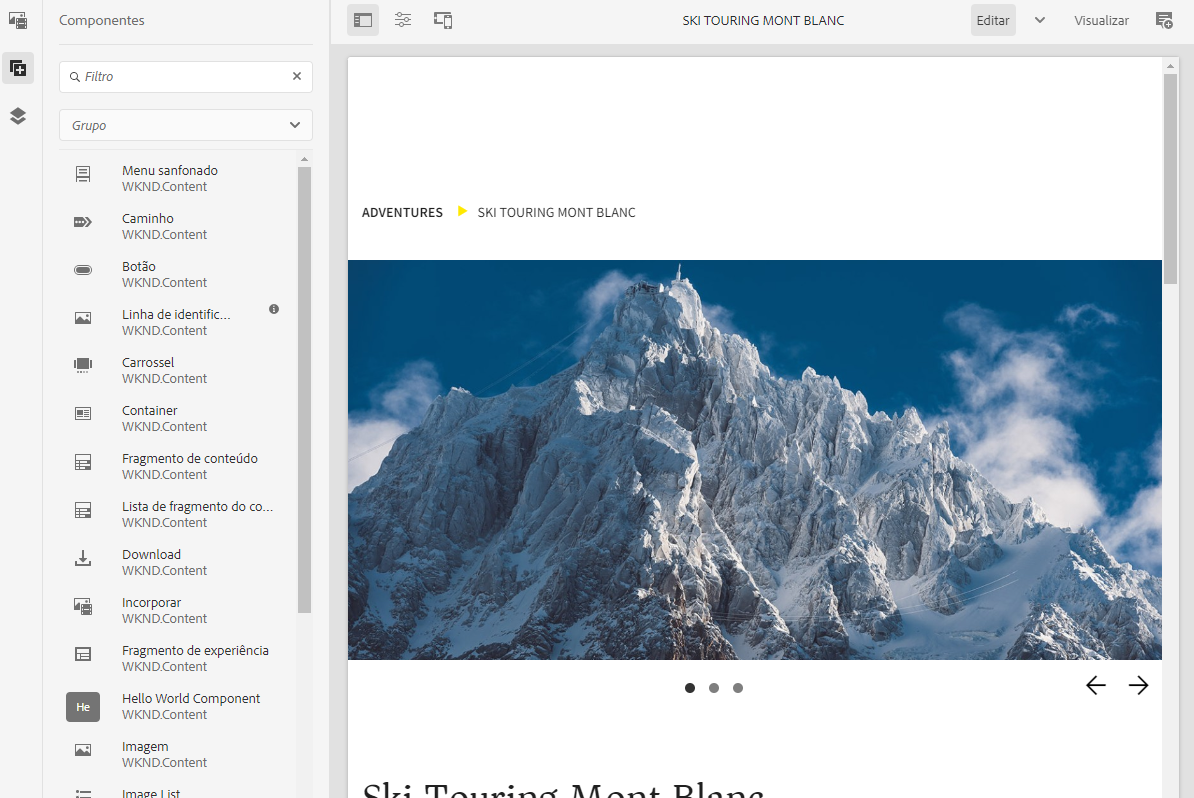 Componentes
SKI TOURING MONT BLANC
Editar
Visualizar
Filtro
Grupo
Menu sanfonado
WKND.Content
Caminho
WKND.Content
Botão
WKND.Content
Linha de identific...
WKND.Content
Carrossel
WKND.Content
Container
WKND.Content
Fragmento de conteúdo
WKND.Content
Lista de fragmento do co...
WKND.Content
Download
WKND.Content
Incorporar
WKND.Content
Fragmento de experiência
WKND.Content
He
Hello World Component
WKND.Content
Imagem
WKND.Content
Image List
ADVENTURES
SKI TOURING MONT BLANC
Ski Touring Mont Blanc